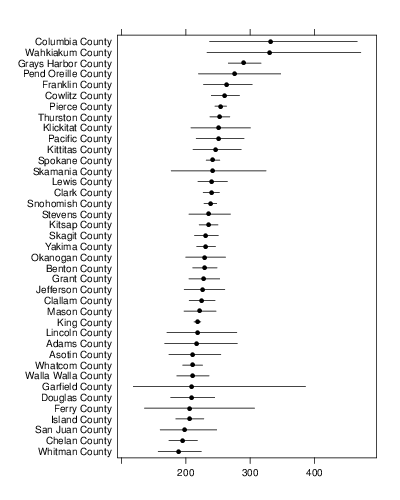 Columbia County
Wahkiakum County
Grays Harbor County
Pend Oreille County
Franklin County
Cowlitz County
Pierce County
Thurston County
Klickitat County
Pacific County
Kittitas County
Spokane County
Skamania County
Lewis County
Clark County
Snohomish County
Stevens County
Kitsap County
Skagit County
Yakima County
Okanogan County
Benton County
Grant County
Jefferson County
Clallam County
Mason County
King County
Lincoln County
Adams County
Asotin County
Whatcom County
Walla Walla County
Garfield County
Douglas County
Ferry County
Island County
San Juan County
Chelan County
Whitman County
200 300 400